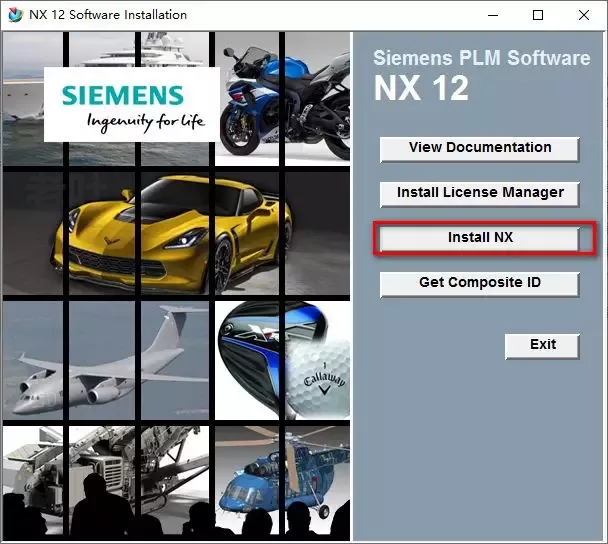 NX 12 Software Installation
SIEMENS
Ingenuity for life
Siemens PLM Software
NX 12
View Documentation
Install License Manager
Install NX
Get Composite ID
Exit
Callaway